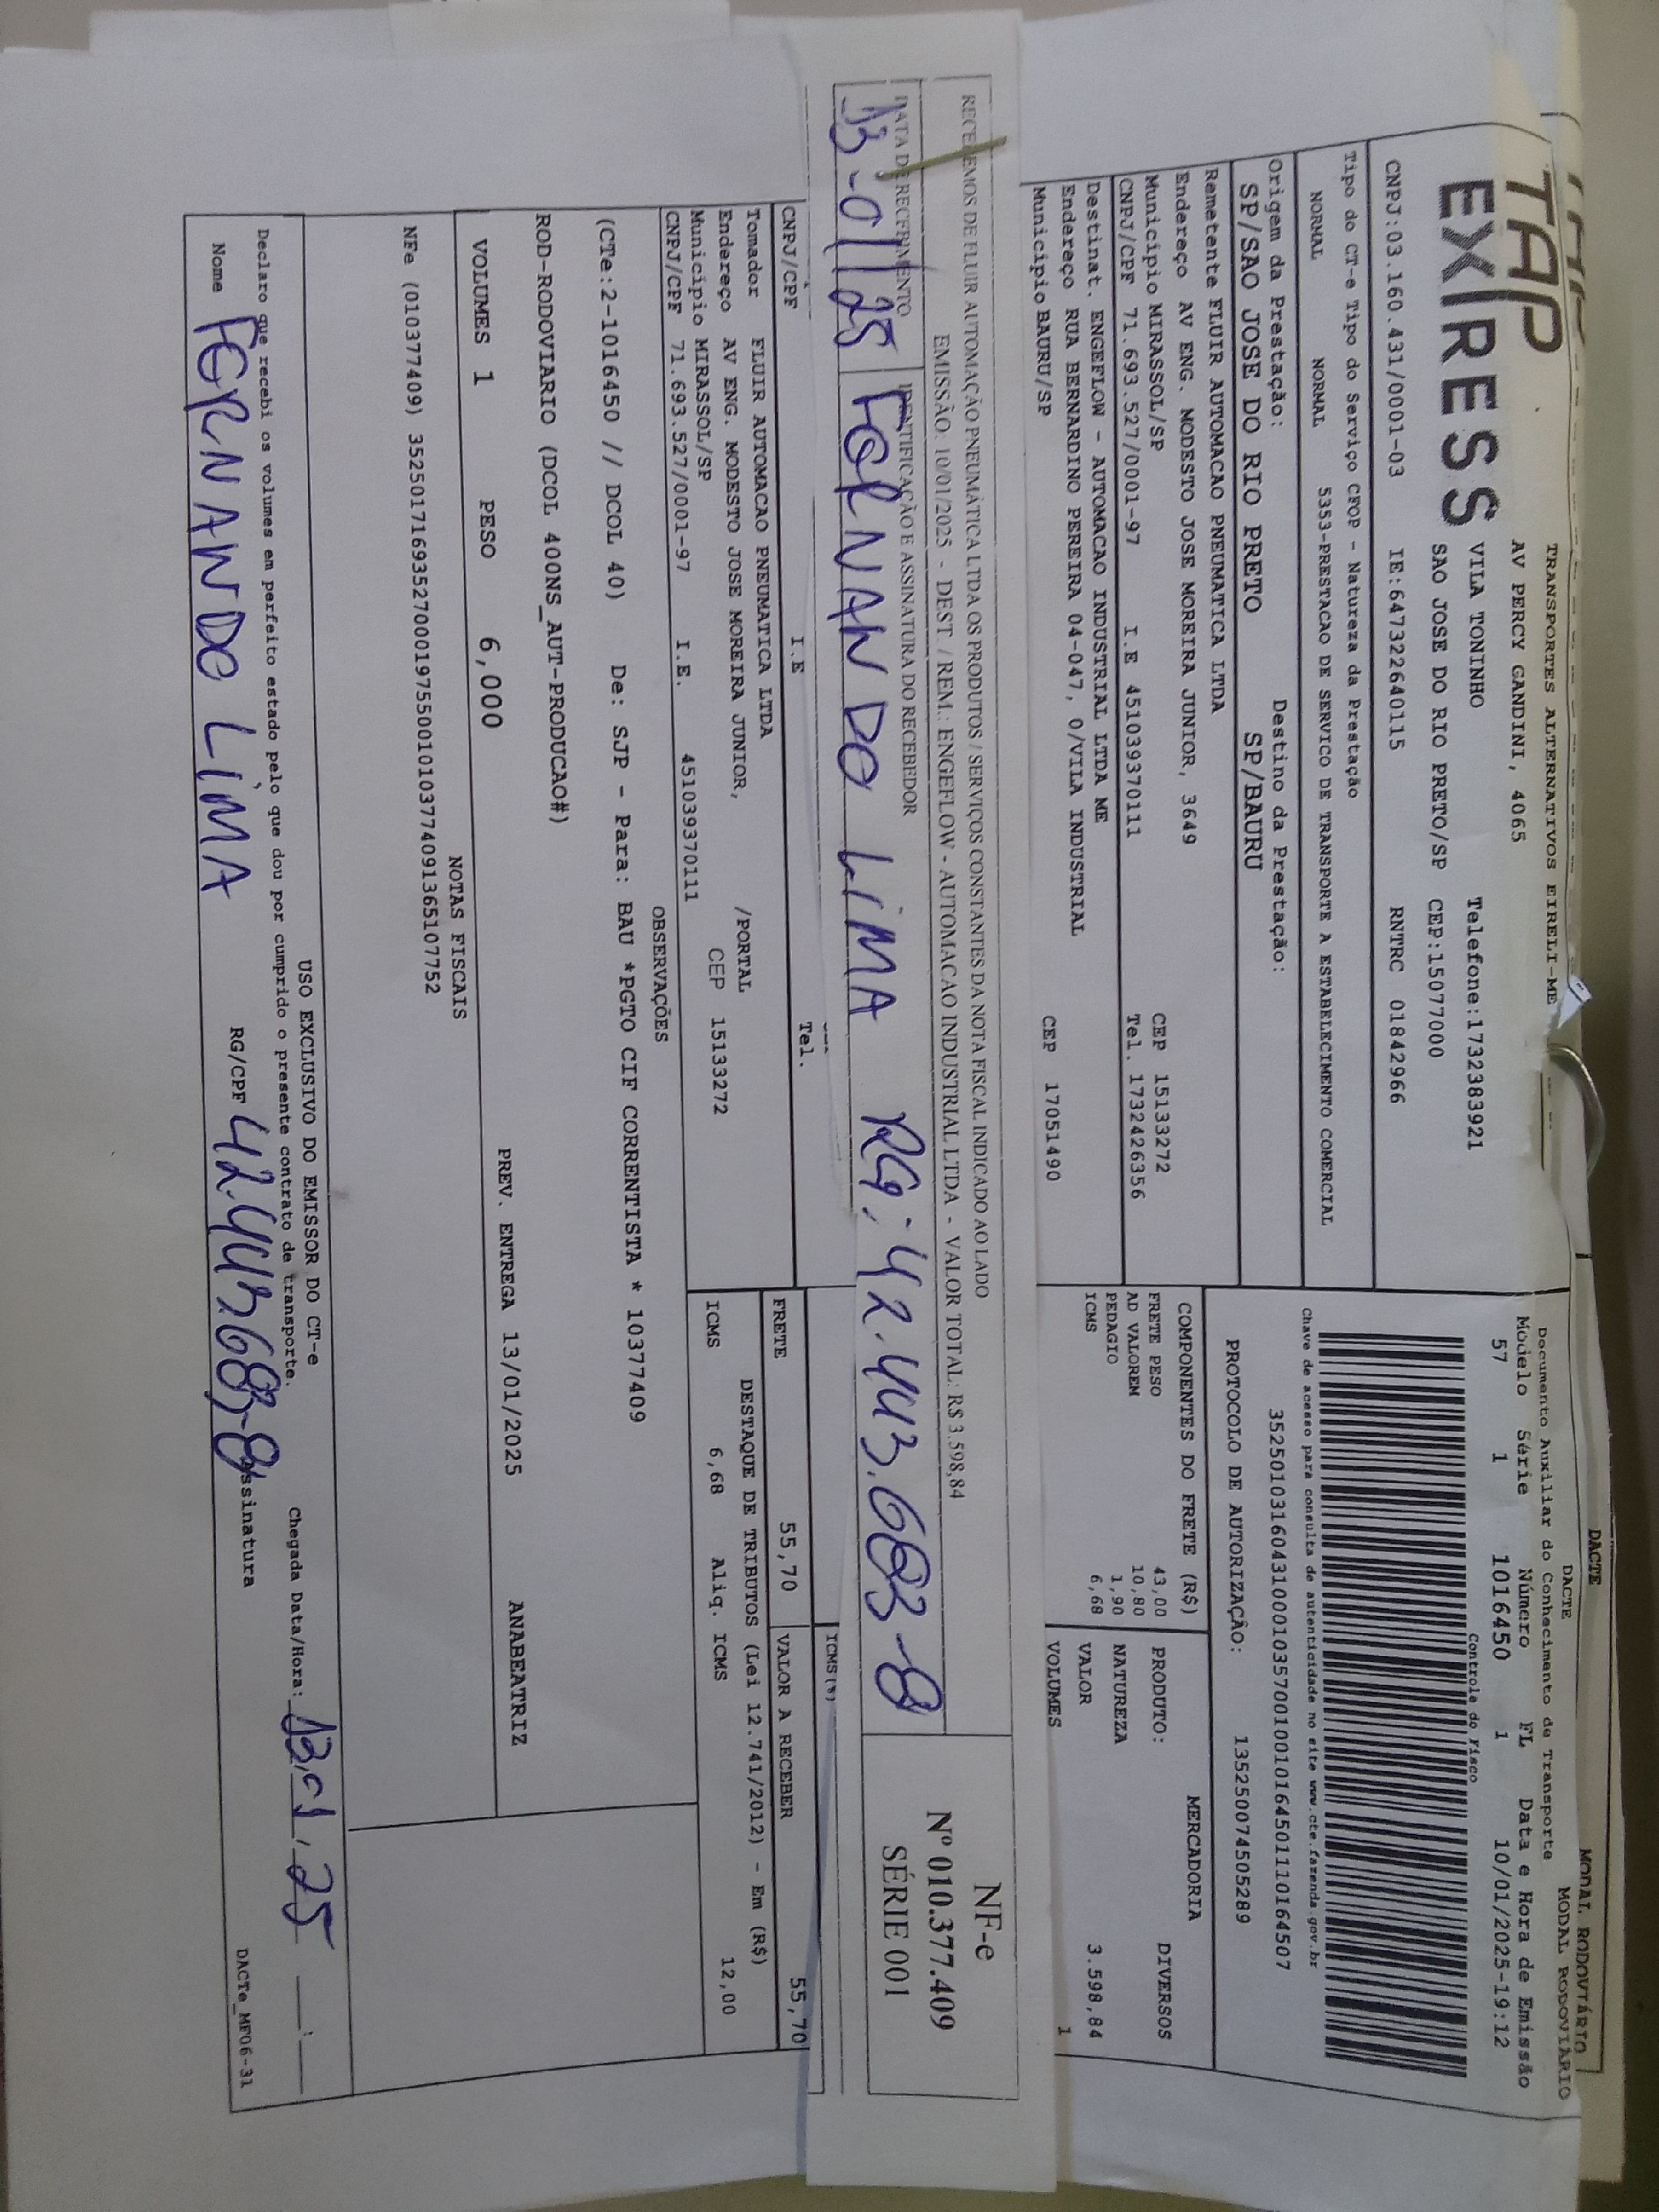 DACTE
MODAL RODOVIÁRIO
TAP
EXPRESS
TRANSPORTES ALTERNATIVOS EIRELI-ME
AV PERCY GANDINI, 4065
VILA TONINHO Telefone:1732383921
SAO JOSE DO RIO PRETO/SP CEP:15077000
CNPJ:03.160.431/0001-03 IE:647322640115 RNTRC 01842966
DACTE MODAL RODOVIÁRIO
Documento Auxiliar do Conhecimento de Transporte
Modelo Série Número FL Data e Hora de Emissão
57 1 1016450 1 10/01/2025-19:12
Controle do Fisco
Chave de acesso para consulta de autenticidade no site www.cte.fazenda.gov.br
35250103160431000103570010010164501110164507
PROTOCOLO DE AUTORIZAÇÃO: 135250074505289
Tipo do CT-e Tipo do Serviço CFOP - Natureza da Prestação
NORMAL NORMAL 5353-PRESTACAO DE SERVICO DE TRANSPORTE A ESTABELECIMENTO COMERCIAL
Origem da Prestação: Destino da Prestação:
SP/SAO JOSE DO RIO PRETO SP/BAURU
Remetente FLUIR AUTOMACAO PNEUMATICA LTDA
Endereço AV ENG. MODESTO JOSE MOREIRA JUNIOR, 3649
Município MIRASSOL/SP CEP 15133272
CNPJ/CPF 71.693.527/0001-97 I.E 451039370111 Tel. 1732426356
Destinat. ENGEFLOW - AUTOMACAO INDUSTRIAL LTDA ME
Endereço RUA BERNARDINO PEREIRA 04-047, 0/VILA INDUSTRIAL
Município BAURU/SP CEP 17051490
COMPONENTES DO FRETE (R$)
FRETE PESO 43,00
AD VALOREM 10,80
PEDAGIO 1,90
ICMS 6,68
MERCADORIA
PRODUTO: DIVERSOS
NATUREZA
VALOR 3.598,84
VOLUMES 1
RECEBEMOS DE FLUIR AUTOMAÇÃO PNEUMÁTICA LTDA OS PRODUTOS / SERVIÇOS CONSTANTES DA NOTA FISCAL INDICADO AO LADO
EMISSÃO: 10/01/2025 - DEST / REM.: ENGEFLOW - AUTOMACAO INDUSTRIAL LTDA - VALOR TOTAL: R$ 3.598,84
DATA DE RECEBIMENTO IDENTIFICAÇÃO E ASSINATURA DO RECEBEDOR
13-01/25 FERNANDO LIMA RG: 42.443.683-8
NF-e
Nº 010.377.409
SÉRIE 001
ICMS(%)
CNPJ/CPF I.E Tel.
Tomador FLUIR AUTOMACAO PNEUMATICA LTDA
Endereço AV ENG. MODESTO JOSE MOREIRA JUNIOR, /PORTAL
Município MIRASSOL/SP CEP 15133272
CNPJ/CPF 71.693.527/0001-97 I.E. 451039370111
FRETE 55,70 VALOR A RECEBER 55,70
DESTAQUE DE TRIBUTOS (Lei 12.741/2012) - Em (R$)
ICMS 6,68 Aliq. ICMS 12,00
OBSERVAÇÕES
(CTe:2-1016450 // DCOL 40) De: SJP - Para: BAU *PGTO CIF CORRENTISTA * 10377409
ROD-RODOVIARIO (DCOL 400NS_AUT-PRODUCAO#)
VOLUMES 1 PESO 6,000 PREV. ENTREGA 13/01/2025 ANABEATRIZ
NOTAS FISCAIS
NFe (010377409) 35250171693527000197550010103774091365107752
USO EXCLUSIVO DO EMISSOR DO CT-e
Declaro que recebi os volumes em perfeito estado pelo que dou por cumprido o presente contrato de transporte.
Chegada Data/Hora: 13,01,25 __:__
Nome FERNANDO LIMA RG/CPF 42.443683-8 Assinatura
DACTe_MF06-31